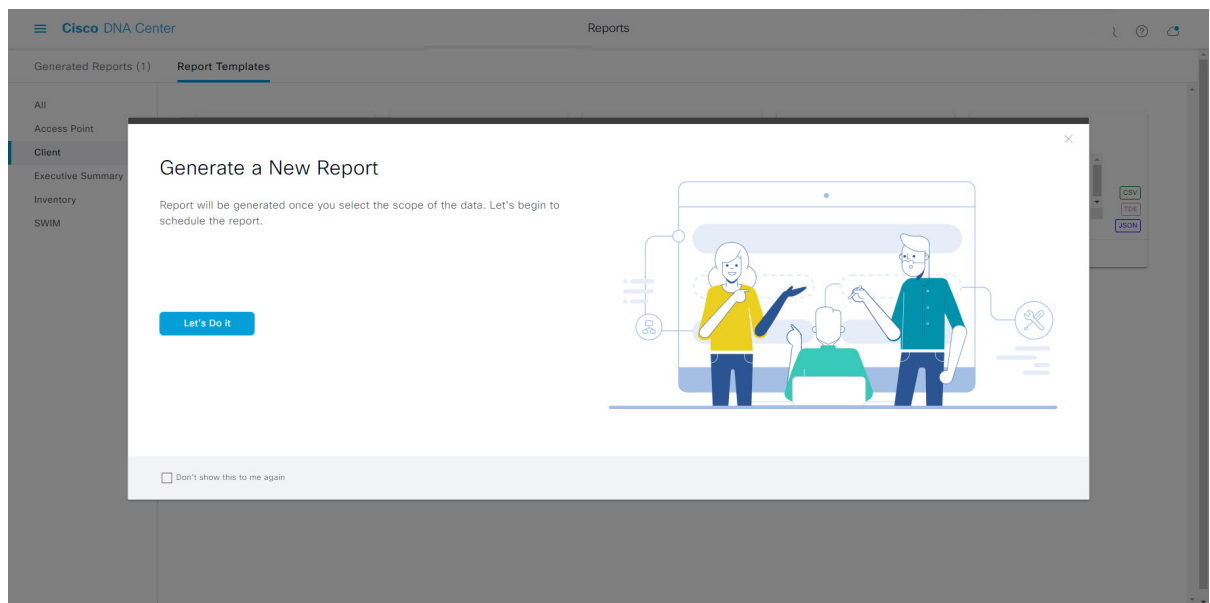 Cisco DNA Center
Reports
Generated Reports (1)
Report Templates
All
Access Point
Client
Executive Summary
Inventory
SWIM
Generate a New Report
Report will be generated once you select the scope of the data. Let's begin to
schedule the report.
Let's Do it
Don't show this to me again
CSV
TDE
JSON